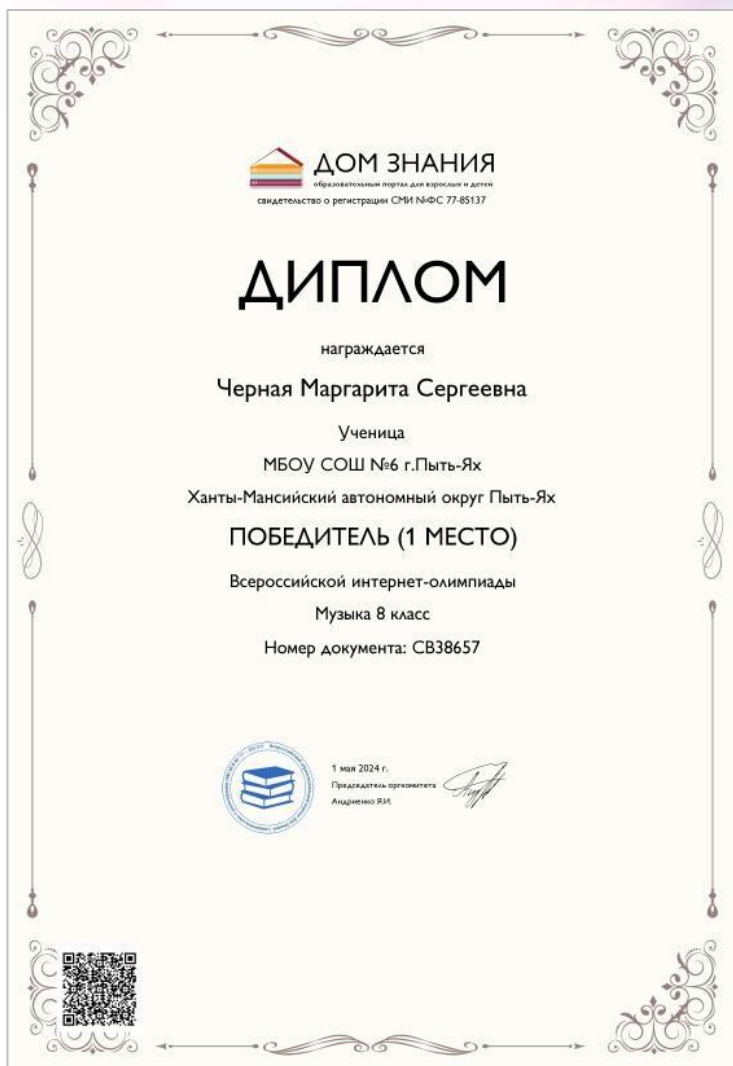 ДОМ ЗНАНИЯ
образовательный портал для взрослых и детей
свидетельство о регистрации СМИ №ФС 77-85137
ДИПЛОМ
награждается
Черная Маргарита Сергеевна
Ученица
МБОУ СОШ №6 г.Пыть-Ях
Ханты-Мансийский автономный округ Пыть-Ях
ПОБЕДИТЕЛЬ (1 МЕСТО)
Всероссийской интернет-олимпиады
Музыка 8 класс
Номер документа: СВ38657
1 мая 2024 г.
Председатель оргкомитета
Андриенко Я.И.